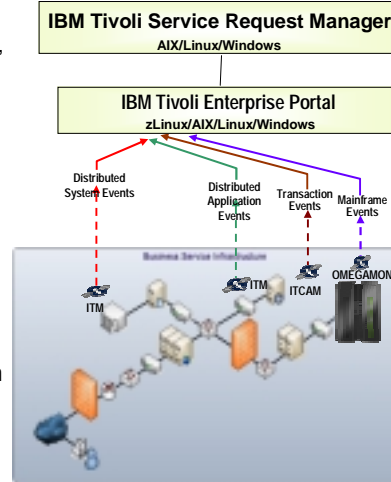 IBM Tivoli Service Request Manager
AIX/Linux/Windows
IBM Tivoli Enterprise Portal
zLinux/AIX/Linux/Windows
Distributed
System Events
Distributed
Application
Events
Transaction
Events
Mainframe
Events
Business Service Infrastructure
OMEGAMON
ITM
ITM
ITCAM